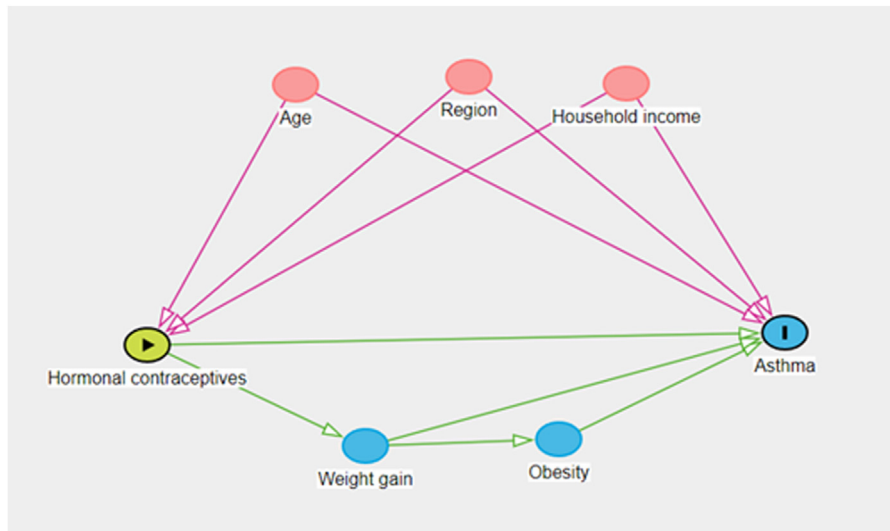 Age
Region
Household income
Hormonal contraceptives
Asthma
Weight gain
Obesity